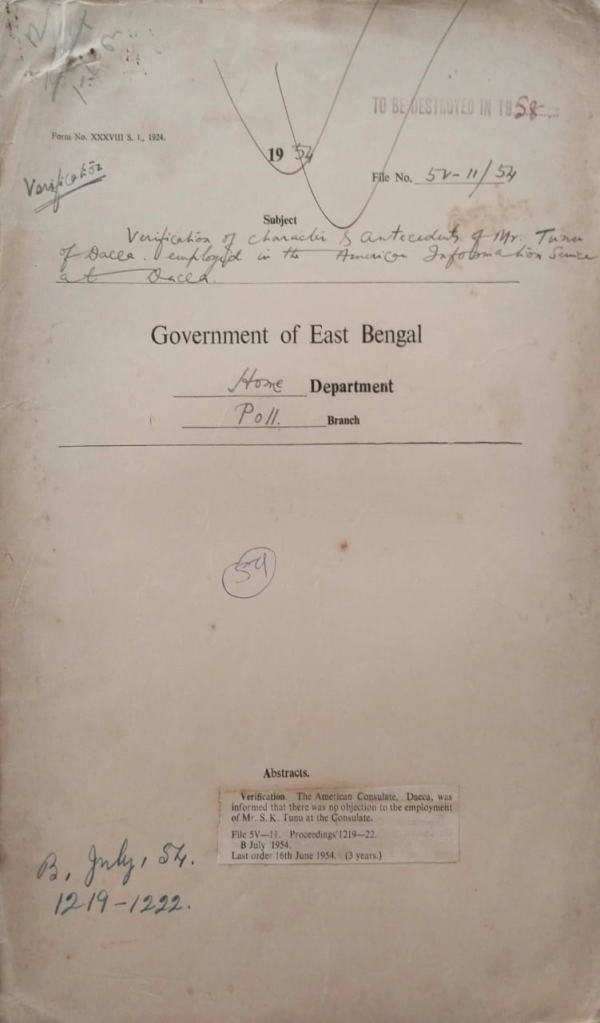 TO BE DESTROYED IN 1958
Form No. XXXVIII S. I., 1924.
1954
Verification
File No. 5V-11/54
Subject
Verification of character & antecedents of Mr. Tunu
of Dacca. employed in the American Information Service
at Dacca.
Government of East Bengal
Home Department
Poll. Branch
54
Abstracts.
Verification. The American Consulate, Dacca, was
informed that there was no objection to the employment
of Mr. S. K. Tunu at the Consulate.
File 5V—11. Proceedings 1219—22.
B July 1954.
Last order 16th June 1954. (3 years.)
B, July, 54.
1219-1222.